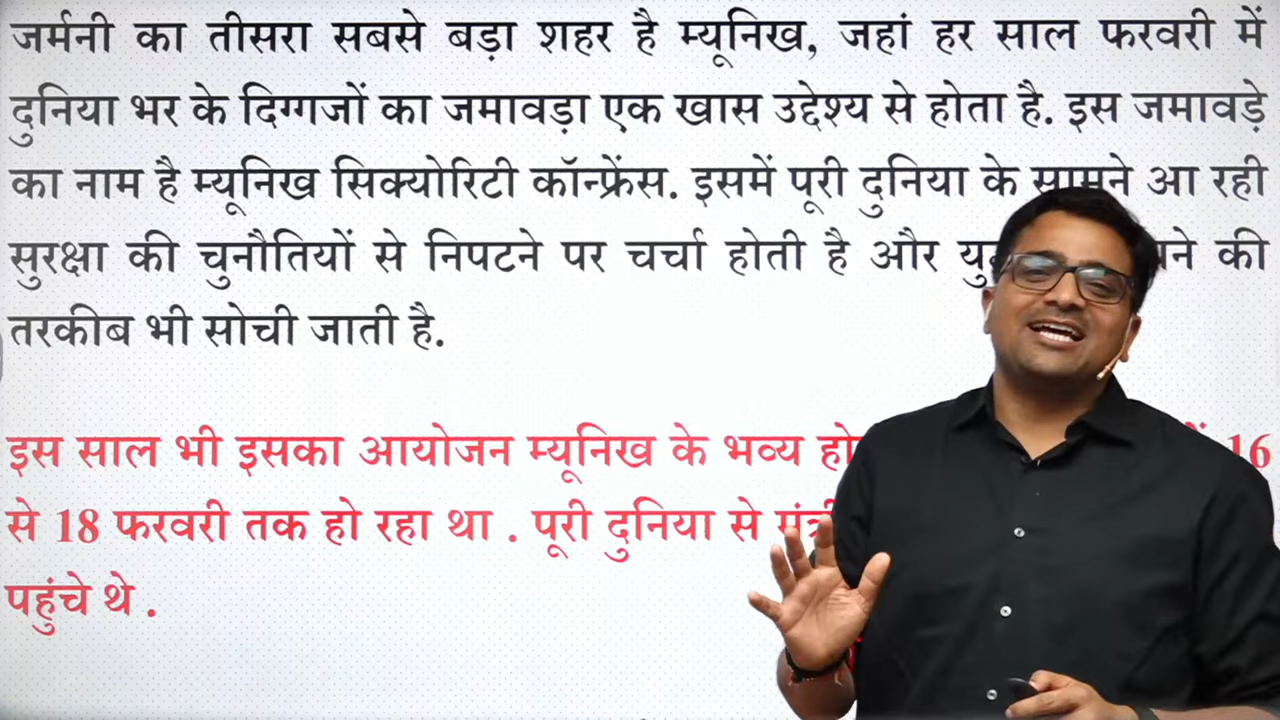 जर्मनी का तीसरा सबसे बड़ा शहर है म्यूनिख, जहां हर साल फरवरी में
दुनिया भर के दिग्गजों का जमावड़ा एक खास उद्देश्य से होता है. इस जमावड़े
का नाम है म्यूनिख सिक्योरिटी कॉन्फ्रेंस. इसमें पूरी दुनिया के सामने आ रही
सुरक्षा की चुनौतियों से निपटने पर चर्चा होती है और की
तरकीब भी सोची जाती है.
इस साल भी इसका आयोजन म्यूनिख के भव्य 16
से 18 फरवरी तक हो रहा था . पूरी दुनिया से
पहुंचे थे .